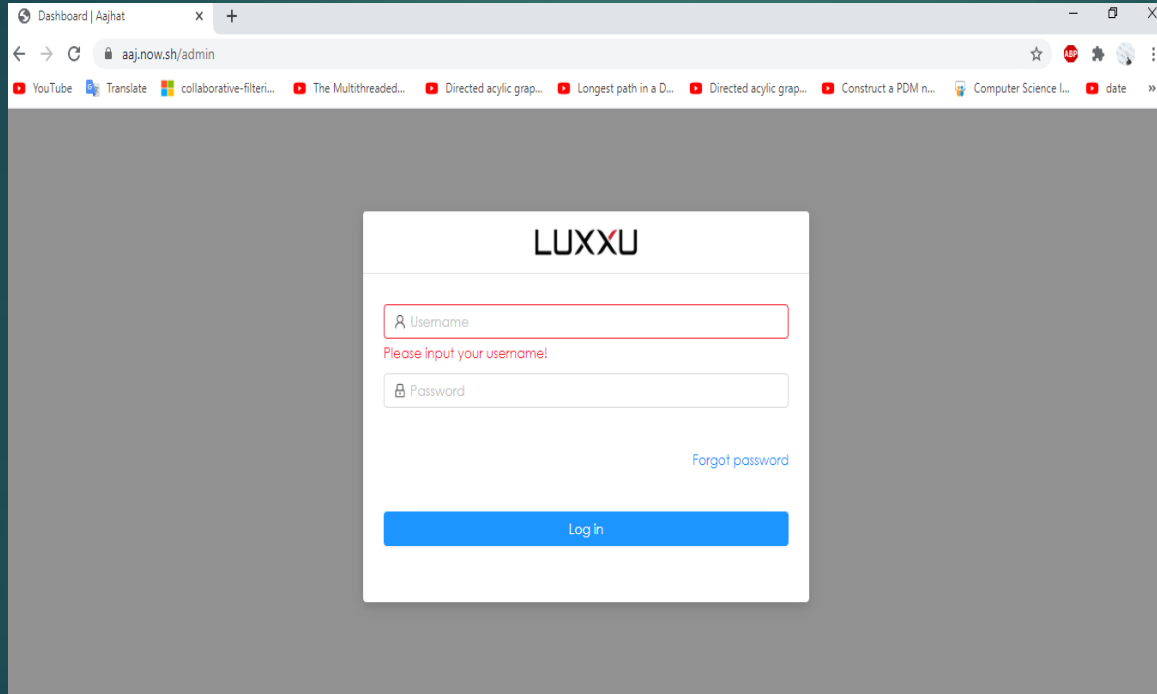 Dashboard | Aajhat
aaj.now.sh/admin
ABP
YouTube Translate collaborative-filteri... The Multithreaded... Directed acylic grap... Longest path in a D... Directed acylic grap... Construct a PDM n... Computer Science l... date »
LUXXU
Username
Please input your username!
Password
Forgot password
Log in